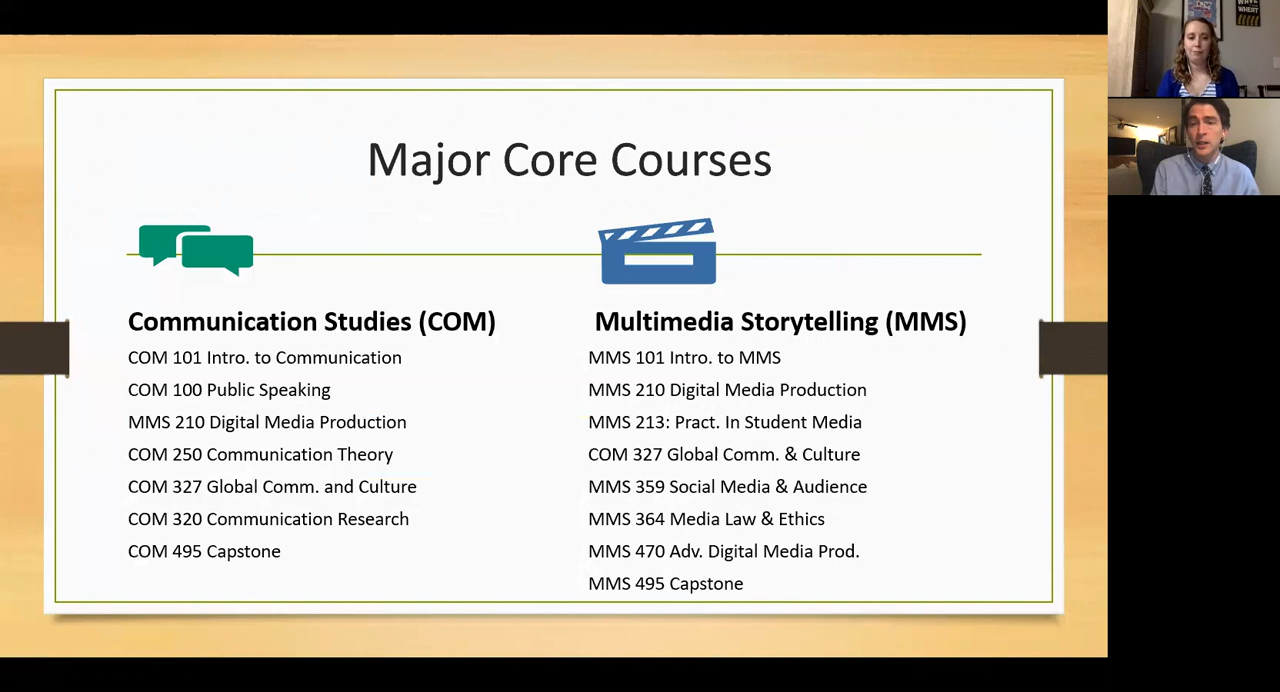 Major Core Courses
Communication Studies (COM)
COM 101 Intro. to Communication
COM 100 Public Speaking
MMS 210 Digital Media Production
COM 250 Communication Theory
COM 327 Global Comm. and Culture
COM 320 Communication Research
COM 495 Capstone
Multimedia Storytelling (MMS)
MMS 101 Intro. to MMS
MMS 210 Digital Media Production
MMS 213: Pract. In Student Media
COM 327 Global Comm. & Culture
MMS 359 Social Media & Audience
MMS 364 Media Law & Ethics
MMS 470 Adv. Digital Media Prod.
MMS 495 Capstone
WHEAT